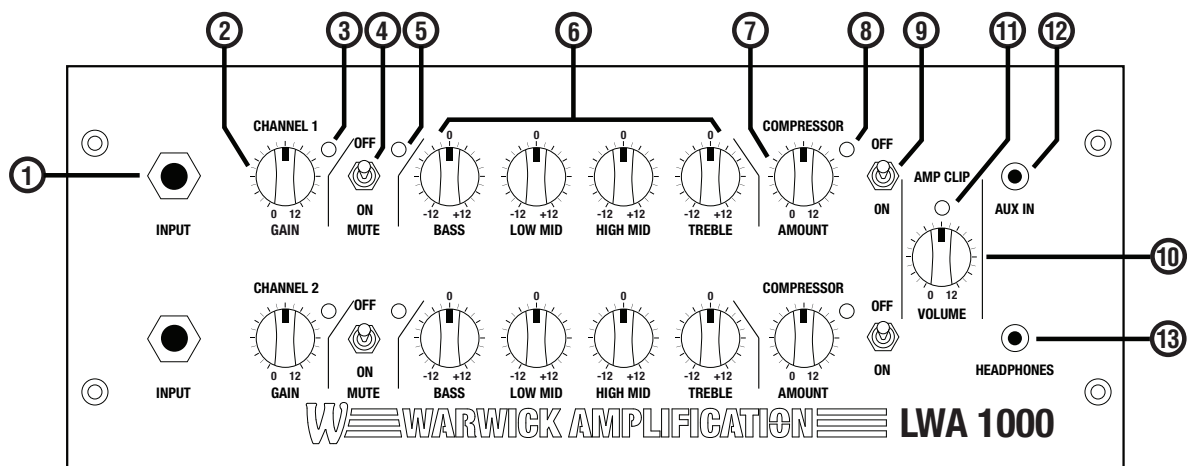 2 3 4 5 6 7 8 9 11 12
CHANNEL 1 OFF 0 0 0 0 COMPRESSOR OFF
1 AMP CLIP
0 12 ON -12 +12 -12 +12 -12 +12 -12 +12 0 12 ON AUX IN
INPUT GAIN MUTE BASS LOW MID HIGH MID TREBLE AMOUNT
10
CHANNEL 2 OFF 0 0 0 0 COMPRESSOR OFF 0 12
VOLUME
13
0 12 ON -12 +12 -12 +12 -12 +12 -12 +12 0 12 ON HEADPHONES
INPUT GAIN MUTE BASS LOW MID HIGH MID TREBLE AMOUNT
W WARWICK AMPLIFICATION LWA 1000